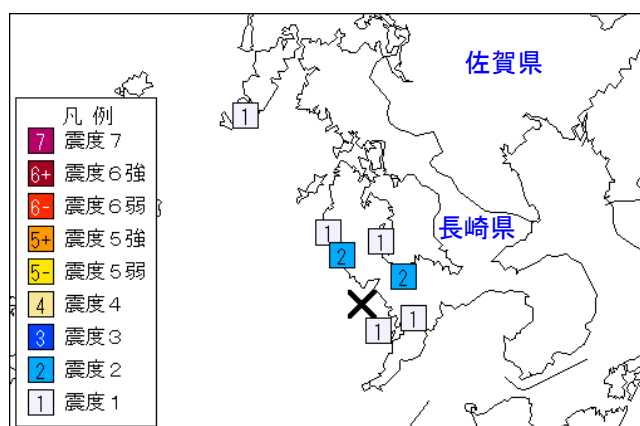 佐賀県
1
凡 例
7 震度7
6+ 震度6強
6- 震度6弱
5+ 震度5強
5- 震度5弱
4 震度4
3 震度3
2 震度2
1 震度1
長崎県
1
1
2
2
1
1